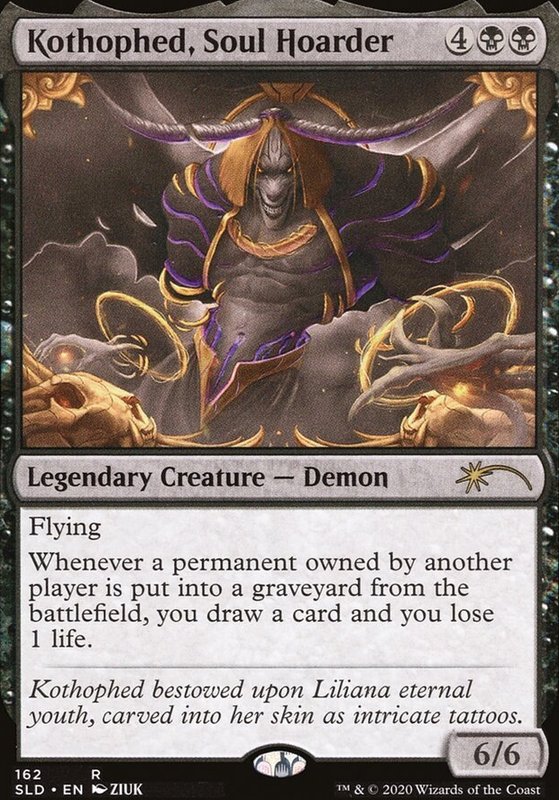 Kothophed, Soul Hoarder 4
Legendary Creature — Demon
Flying
Whenever a permanent owned by another
player is put into a graveyard from the
battlefield, you draw a card and you lose
1 life.
Kothophed bestowed upon Liliana eternal
youth, carved into her skin as intricate tattoos.
6/6
162 R
SLD • EN ZIUK
™ & © 2020 Wizards of the Coast